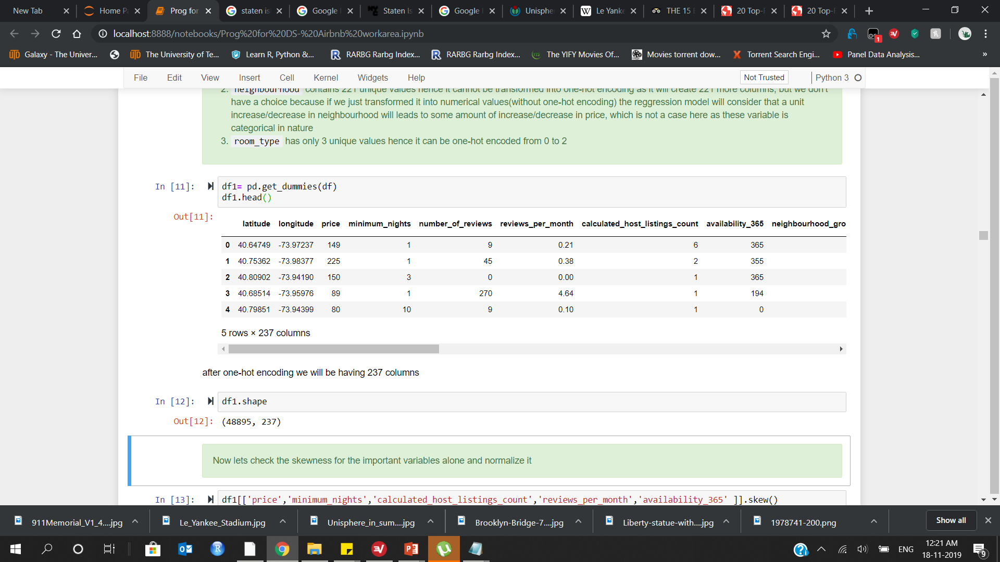 New Tab
Home P
Prog for
staten is
Google
Staten Is
Google
Unisphe
Le Yank
THE 15
20 Top-
20 Top-
localhost:8888/notebooks/Prog%20for%20DS-%20Airbnb%20workarea.ipynb
1
Galaxy - The Univer...
The University of Te...
Learn R, Python &...
RARBG Rarbg Index...
RARBG Rarbg Index...
The YIFY Movies Of...
Movies torrent dow...
Torrent Search Engi...
Panel Data Analysis...
»
File Edit View Insert Cell Kernel Widgets Help
Not Trusted
Python 3
2. neighbourhood contains 221 unique values hence it cannot be transformed into one-hot encoding as it will create 221 more columns, but we don't
have a choice because if we just transformed it into numerical values(without one-hot encoding) the reggression model will consider that a unit
increase/decrease in neighbourhood will leads to some amount of increase/decrease in price, which is not a case here as these variable is
categorical in nature
3. room_type has only 3 unique values hence it can be one-hot encoded from 0 to 2
In [11]:
df1= pd.get_dummies(df)
df1.head()
Out[11]:
latitude longitude price minimum_nights number_of_reviews reviews_per_month calculated_host_listings_count availability_365 neighbourhood_gro
0 40.64749 -73.97237 149 1 9 0.21 6 365
1 40.75362 -73.98377 225 1 45 0.38 2 355
2 40.80902 -73.94190 150 3 0 0.00 1 365
3 40.68514 -73.95976 89 1 270 4.64 1 194
4 40.79851 -73.94399 80 10 9 0.10 1 0
5 rows × 237 columns
after one-hot encoding we will be having 237 columns
In [12]:
df1.shape
Out[12]:
(48895, 237)
Now lets check the skewness for the important variables alone and normalize it
In [13]:
df1[['price','minimum_nights','calculated_host_listings_count','reviews_per_month','availability_365' ]].skew()
911Memorial_V1_4....jpg
Le_Yankee_Stadium.jpg
Unisphere_in_sum....jpg
Brooklyn-Bridge-7....jpg
Liberty-statue-with....jpg
1978741-200.png
Show all
ENG
12:21 AM
18-11-2019
9